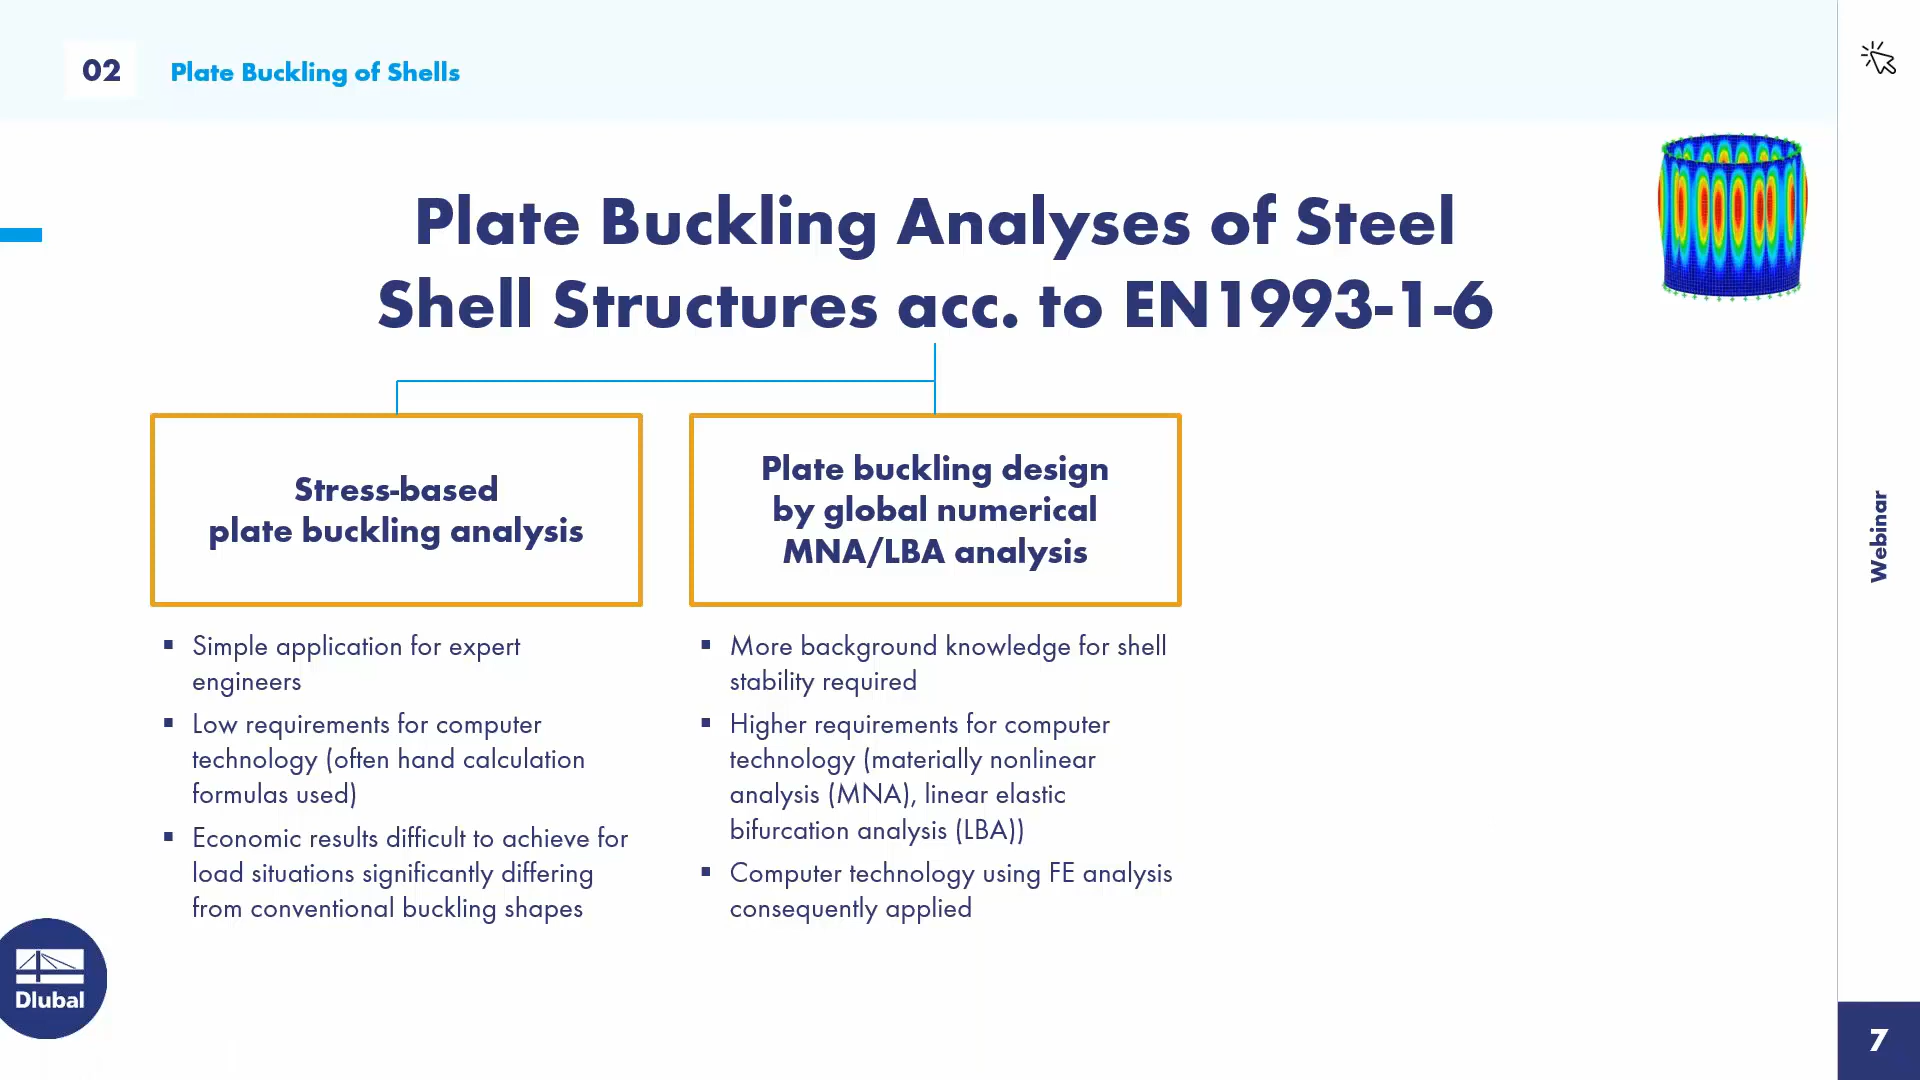 02
Plate Buckling of Shells
Plate Buckling Analyses of Steel
Shell Structures acc. to EN1993-1-6
Stress-based
plate buckling analysis
▪ Simple application for expert
engineers
▪ Low requirements for computer
technology (often hand calculation
formulas used)
▪ Economic results difficult to achieve for
load situations significantly differing
from conventional buckling shapes
Plate buckling design
by global numerical
MNA/LBA analysis
▪ More background knowledge for shell
stability required
▪ Higher requirements for computer
technology (materially nonlinear
analysis (MNA), linear elastic
bifurcation analysis (LBA))
▪ Computer technology using FE analysis
consequently applied
Webinar
Dlubal
7